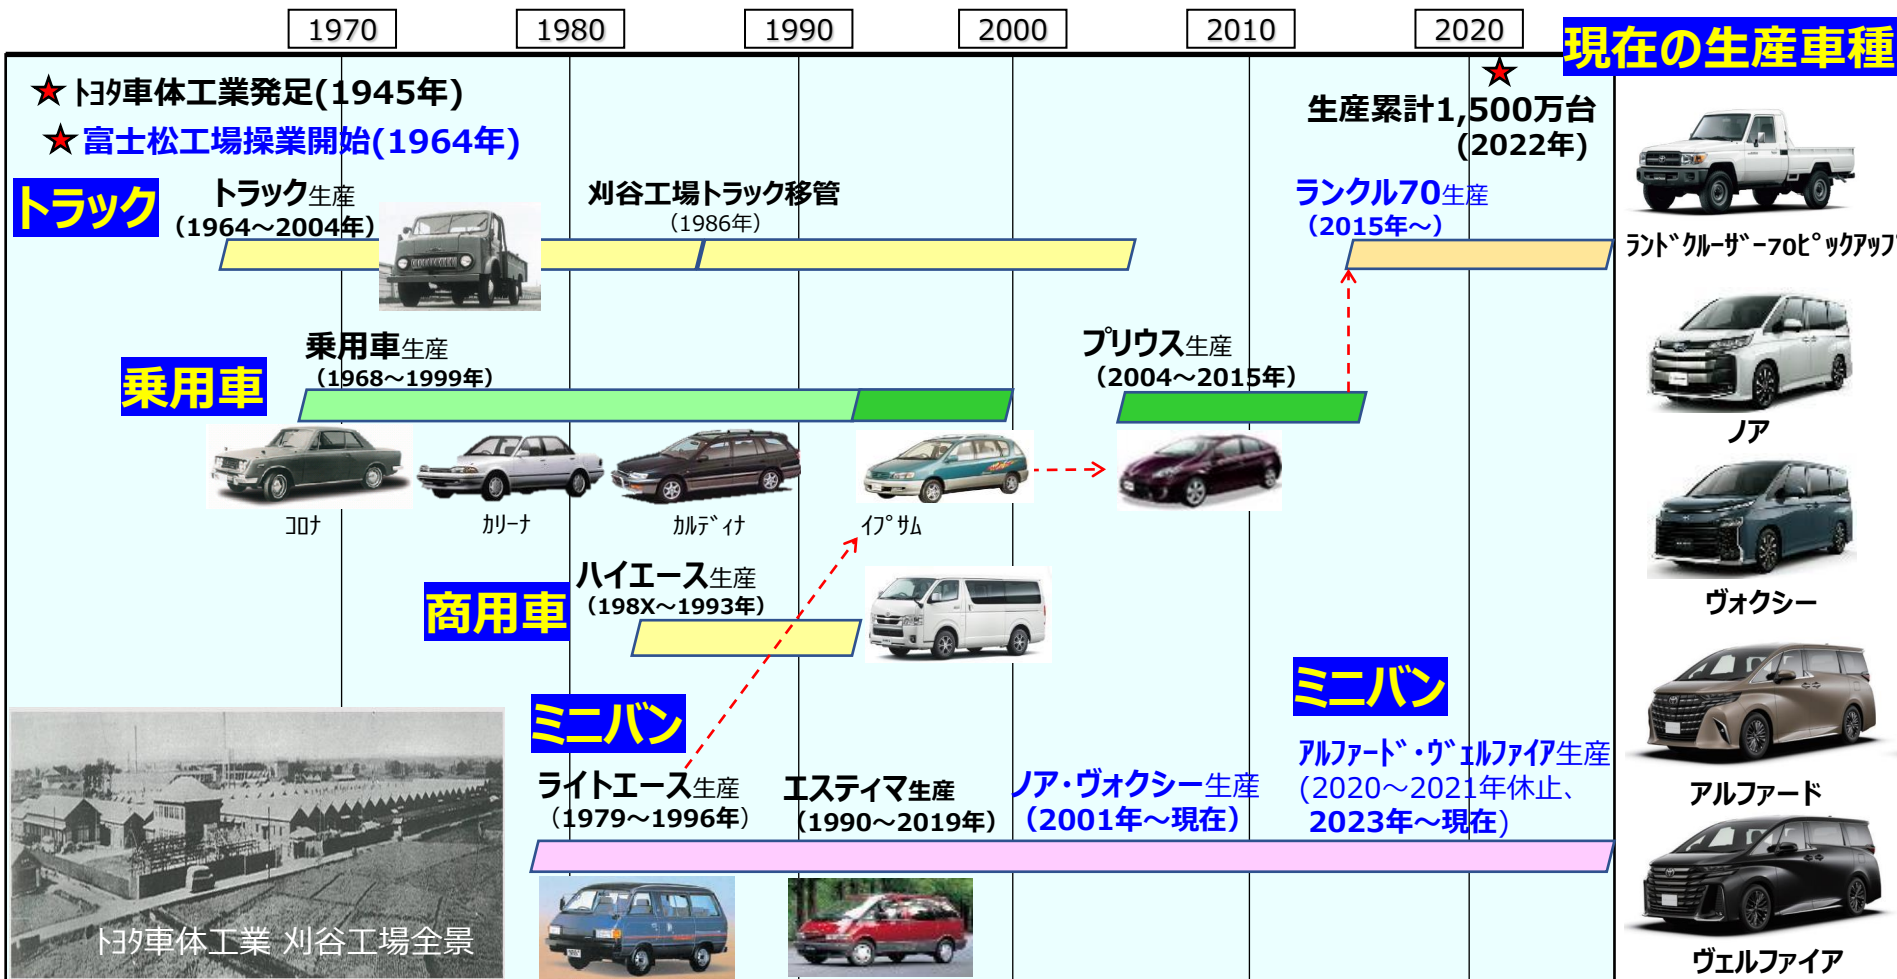 1970
1980
1990
2000
2010
2020
現在の生産車種
★ ﾄﾖﾀ車体工業発足(1945年)
★ 富士松工場操業開始(1964年)
生産累計1,500万台
(2022年)
トラック
トラック生産
(1964～2004年)
刈谷工場トラック移管
(1986年)
ランクル70生産
(2015年～)
ﾗﾝﾄﾞｸﾙｰｻﾞｰ70ﾋﾟｯｸｱｯﾌﾟ
乗用車
乗用車生産
(1968～1999年)
プリウス生産
(2004～2015年)
ノア
ｺﾛﾅ
ｶﾘｰﾅ
ｶﾙﾃﾞｨﾅ
ｲﾌﾟｻﾑ
商用車
ハイエース生産
(198X～1993年)
ヴォクシー
ミニバン
ミニバン
ライトエース生産
(1979～1996年)
エスティマ生産
(1990～2019年)
ノア・ヴォクシー生産
(2001年～現在)
ｱﾙﾌｧｰﾄﾞ・ｳﾞｪﾙﾌｧｲｱ生産
(2020～2021年休止、
2023年～現在)
アルファード
ﾄﾖﾀ車体工業 刈谷工場全景
ヴェルファイア